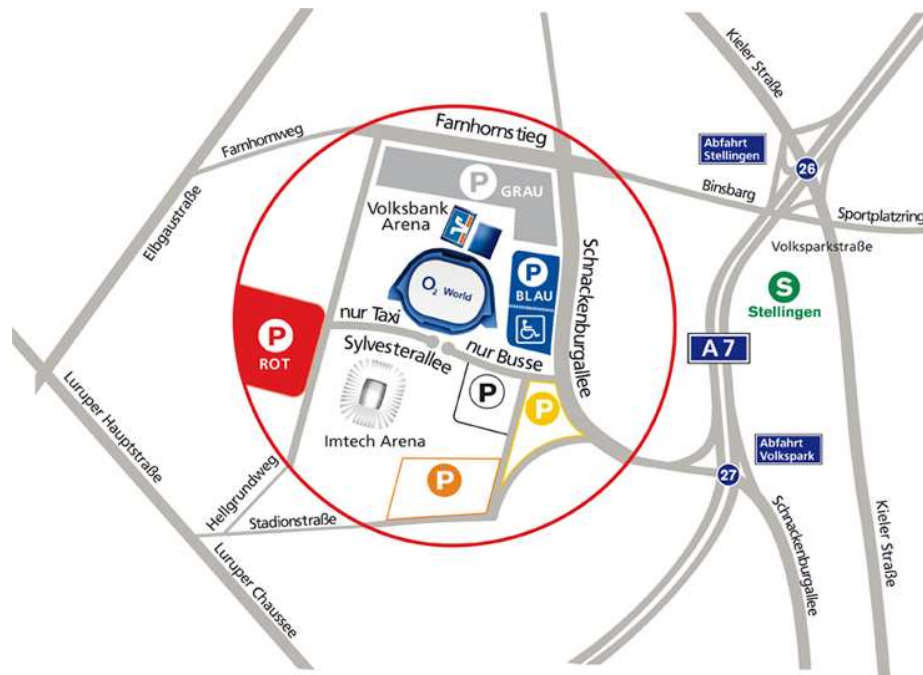 Kieler Straße
Farnhornstieg
Farnhornweg
Abfahrt
Stellingen
26
P
GRAU
Binsbarg
Sportplatzring
Elbgaustraße
Volksbank
Arena
Volksparkstraße
Schnackenburgallee
P
BLAU
O2 World
S
Stellingen
nur Taxi
P
ROT
Sylvesterallee
nur Busse
A 7
P
P
Luruper Hauptstraße
Imtech Arena
Abfahrt
Volkspark
27
P
Hellgrundweg
Stadionstraße
Schnackenburgallee
Kieler Straße
Luruper Chaussee